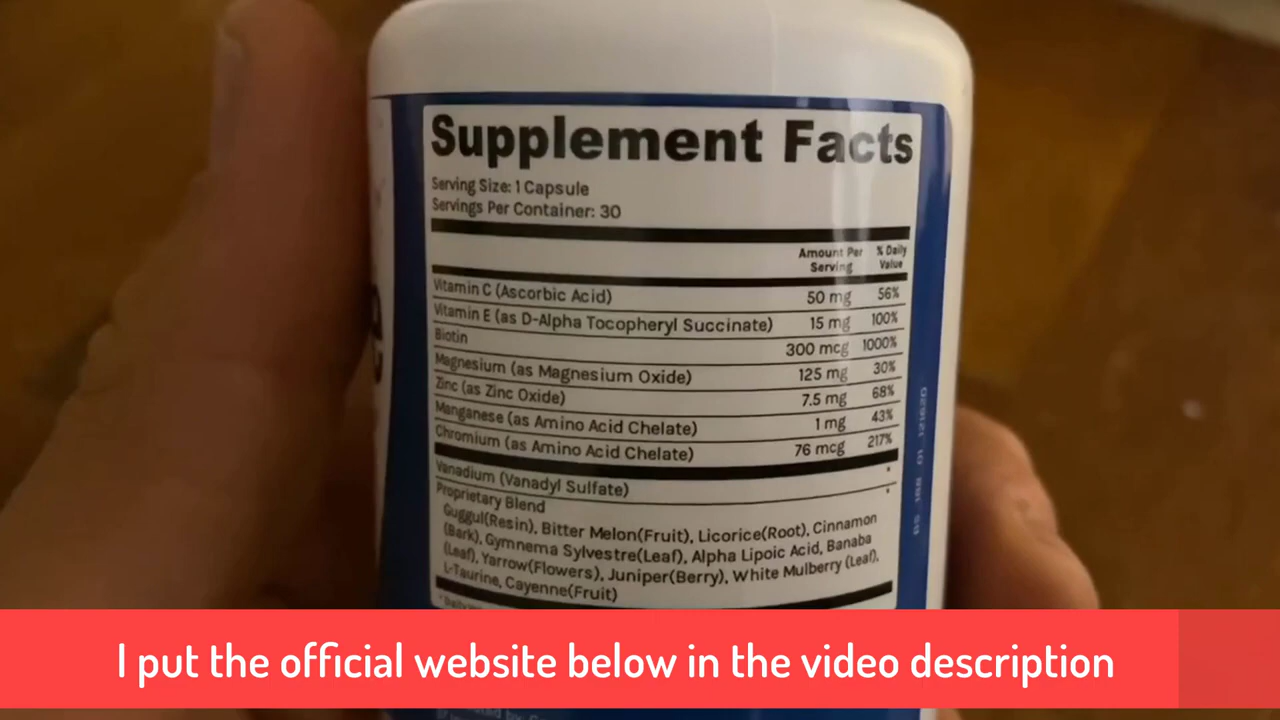 Supplement Facts
Serving Size: 1 Capsule
Servings Per Container: 30
Amount Per Serving % Daily Value
Vitamin C (Ascorbic Acid) 50 mg 56%
Vitamin E (as D-Alpha Tocopheryl Succinate) 15 mg 100%
Biotin 300 mcg 1000%
Magnesium (as Magnesium Oxide) 125 mg 30%
Zinc (as Zinc Oxide) 7.5 mg 68%
Manganese (as Amino Acid Chelate) 1 mg 43%
Chromium (as Amino Acid Chelate) 76 mcg 217%
Vanadium (Vanadyl Sulfate) *
Proprietary Blend *
Guggul(Resin), Bitter Melon(Fruit), Licorice(Root), Cinnamon
(Bark), Gymnema Sylvestre(Leaf), Alpha Lipoic Acid, Banaba
(Leaf), Yarrow(Flowers), Juniper(Berry), White Mulberry (Leaf),
L-Taurine, Cayenne(Fruit)
I put the official website below in the video description